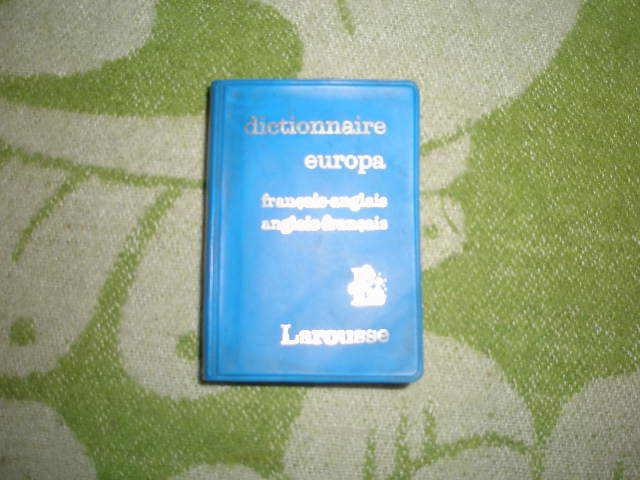 dictionnaire
europa
français-anglais
anglais-français
Larousse